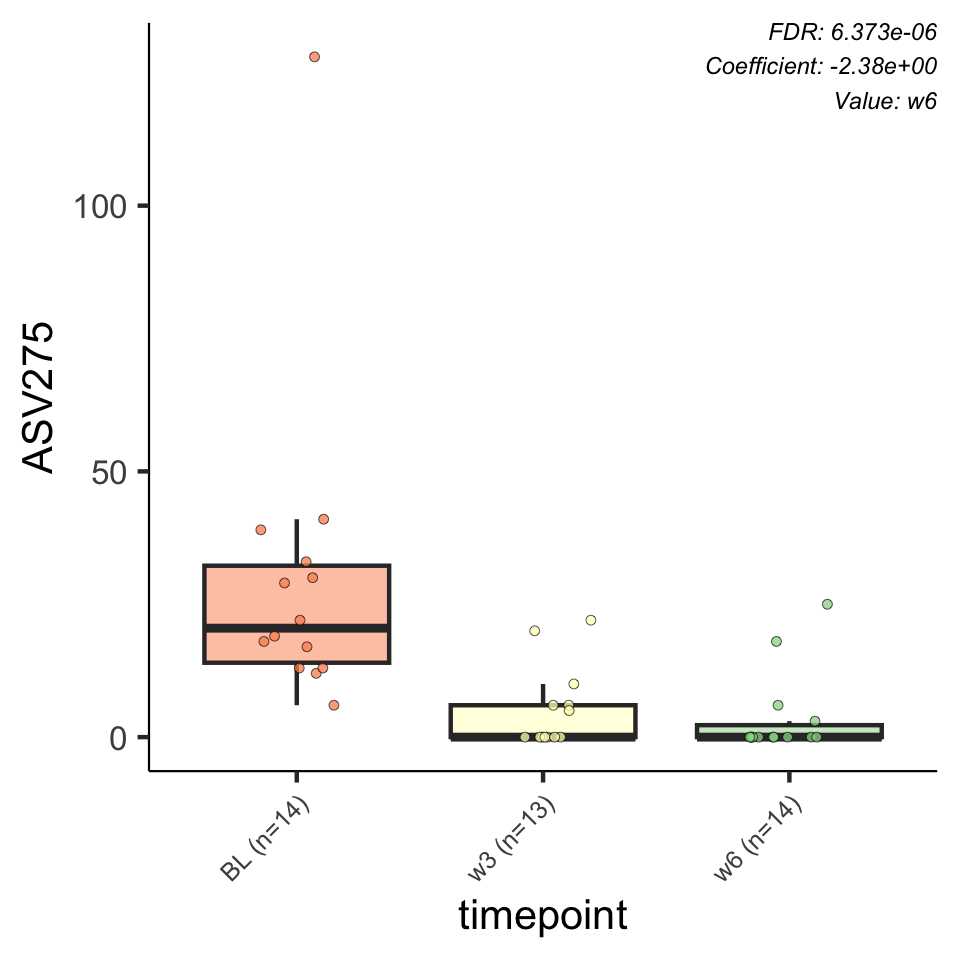 FDR: 6.373e-06
Coefficient: -2.38e+00
Value: w6
100
50
0
ASV275
BL (n=14)
w3 (n=13)
w6 (n=14)
timepoint